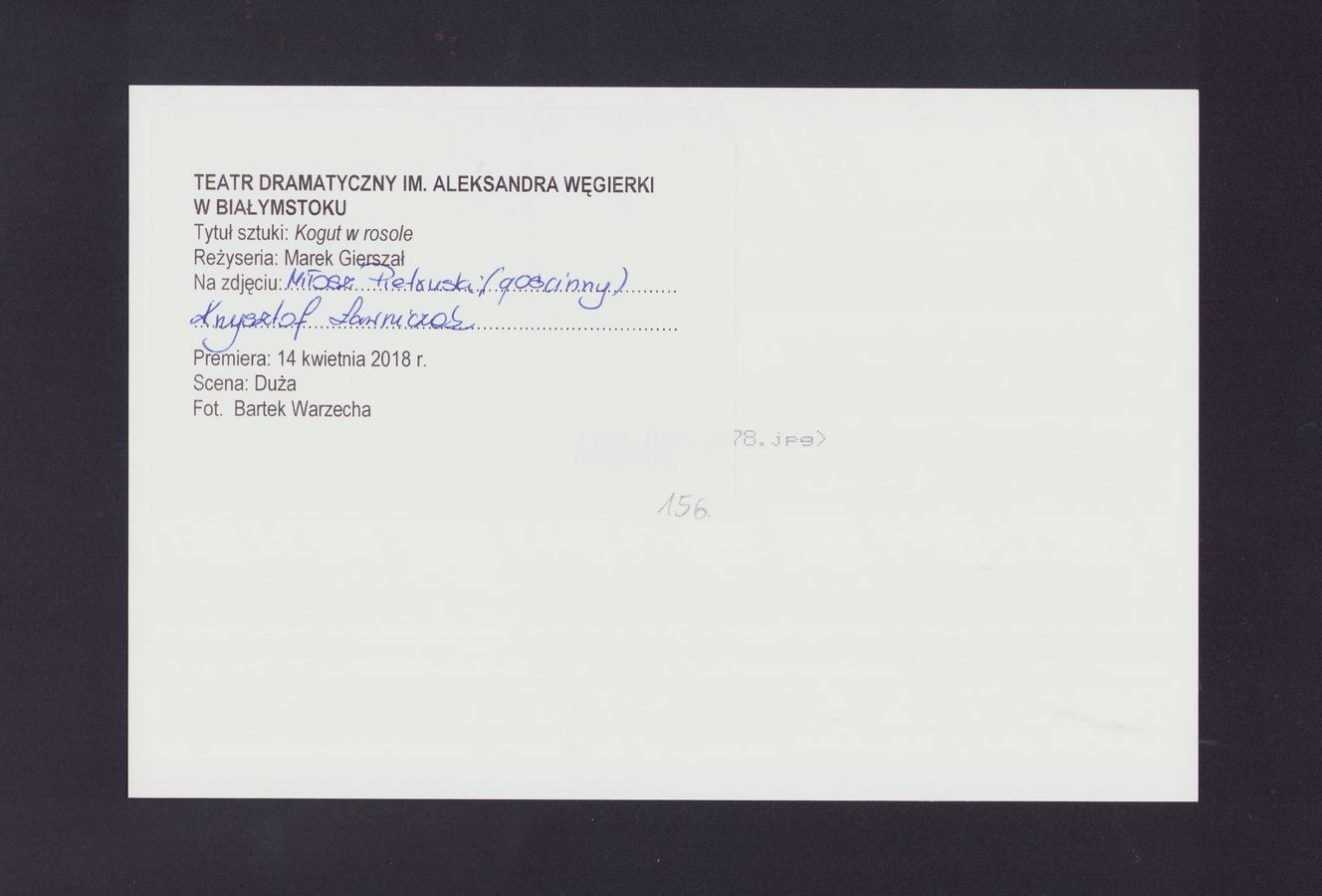 TEATR DRAMATYCZNY IM. ALEKSANDRA WĘGIERKI
W BIAŁYMSTOKU
Tytuł sztuki: Kogut w rosole
Reżyseria: Marek Gierszał
Na zdjęciu: Miłosz Pietruski (gościnny)
Krzysztof Ławniczak
Premiera: 14 kwietnia 2018 r.
Scena: Duża
Fot. Bartek Warzecha
78.jpg)
156.